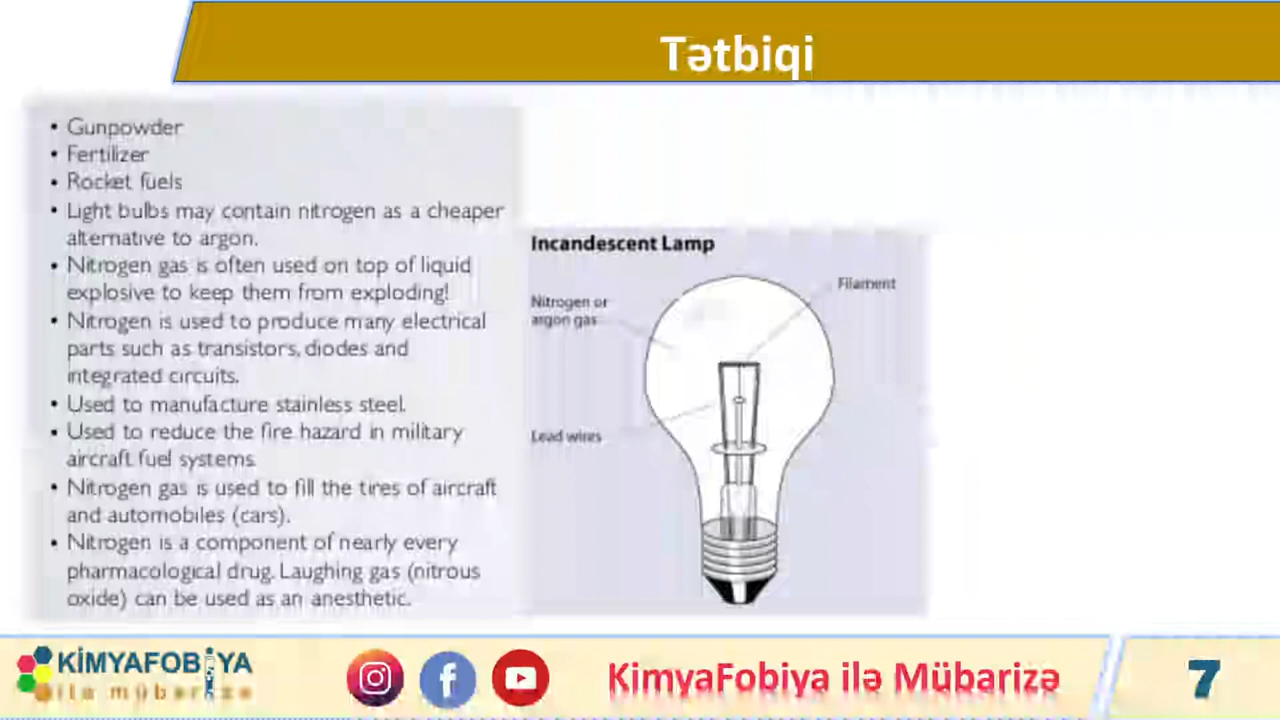 Tətbiqi
• Gunpowder
• Fertilizer
• Rocket fuels
• Light bulbs may contain nitrogen as a cheaper
alternative to argon.
• Nitrogen gas is often used on top of liquid
explosive to keep them from exploding!
• Nitrogen is used to produce many electrical
parts such as transistors, diodes and
integrated circuits.
• Used to manufacture stainless steel.
• Used to reduce the fire hazard in military
aircraft fuel systems.
• Nitrogen gas is used to fill the tires of aircraft
and automobiles (cars).
• Nitrogen is a component of nearly every
pharmacological drug. Laughing gas (nitrous
oxide) can be used as an anesthetic.
Incandescent Lamp
Filament
Nitrogen or
argon gas
Lead wires
KİMYAFOBİYA
ilə mübarizə
KimyaFobiya ilə Mübarizə
7